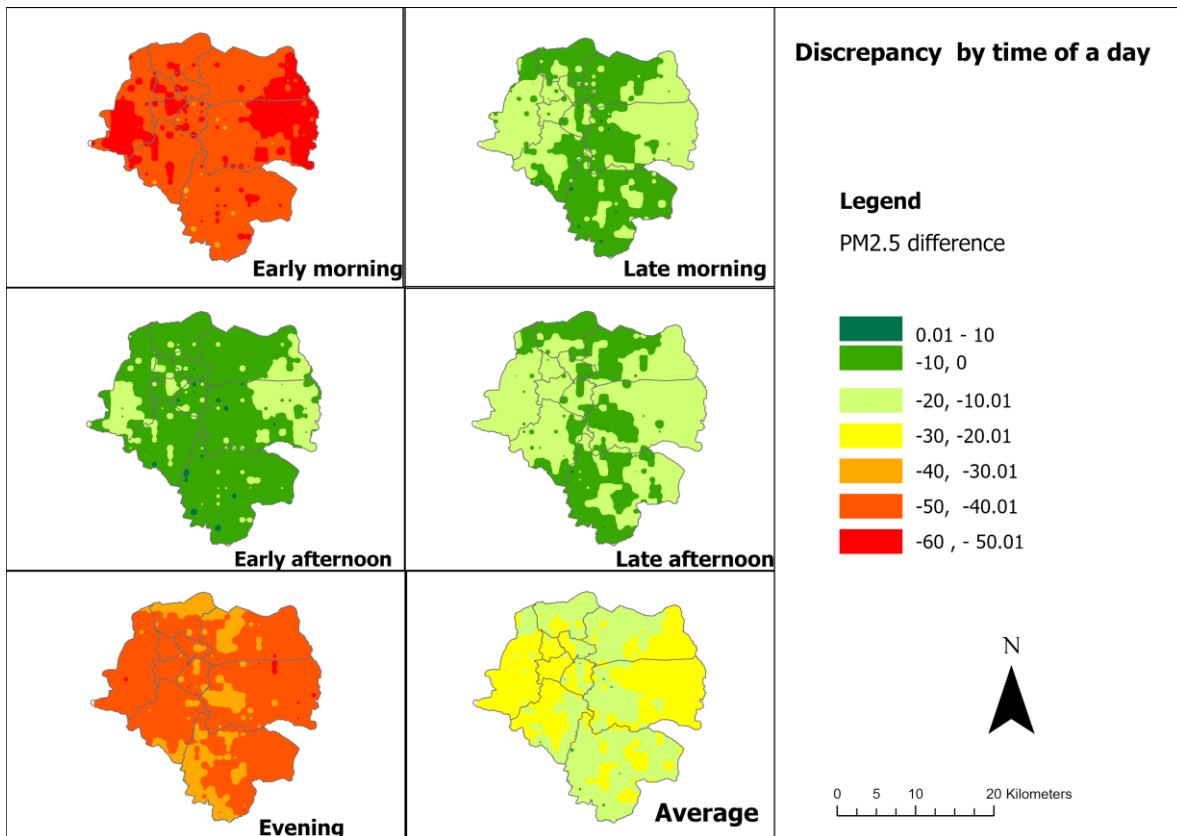 Discrepancy by time of a day
Early morning
Late morning
Early afternoon
Late afternoon
Evening
Average
Legend
PM2.5 difference
0.01 - 10
-10, 0
-20, -10.01
-30, -20.01
-40, -30.01
-50, -40.01
-60 , - 50.01
N
0 5 10 20 Kilometers